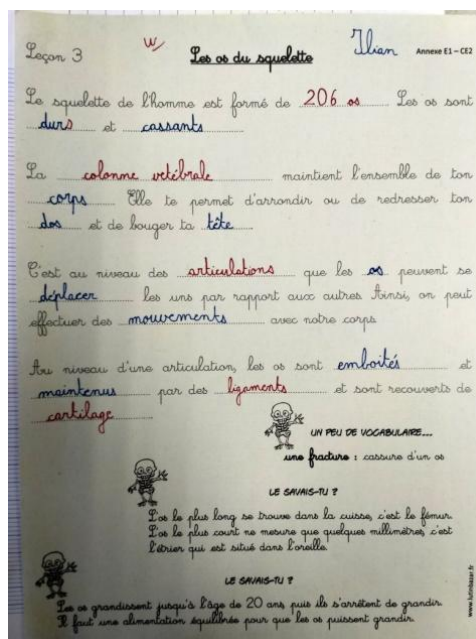 Leçon 3 W Les os du squelette Ilian Annexe E1 – CE2
Le squelette de l'homme est formé de 206 os Les os sont
durs et cassants
La colonne vetébrale maintient l'ensemble de ton
corps Elle te permet d'arrondir ou de redresser ton
dos et de bouger ta tête
C'est au niveau des articulations que les os peuvent se
déplacer les uns par rapport aux autres. Ainsi, on peut
effectuer des mouvements avec notre corps
Au niveau d'une articulation, les os sont emboités et
maintenus par des ligaments et sont recouverts de
cartilage
UN PEU DE VOCABULAIRE...
une fracture : cassure d'un os
LE SAVAIS-TU ?
L'os le plus long se trouve dans la cuisse, c'est le fémur.
L'os le plus court ne mesure que quelques millimètres, c'est
l'étrier qui est situé dans l'oreille.
LE SAVAIS-TU ?
Les os grandissent jusqu'à l'âge de 20 ans, puis ils s'arrêtent de grandir.
Il faut une alimentation équilibrée pour que les os puissent grandir.
www.lutinbazar.fr